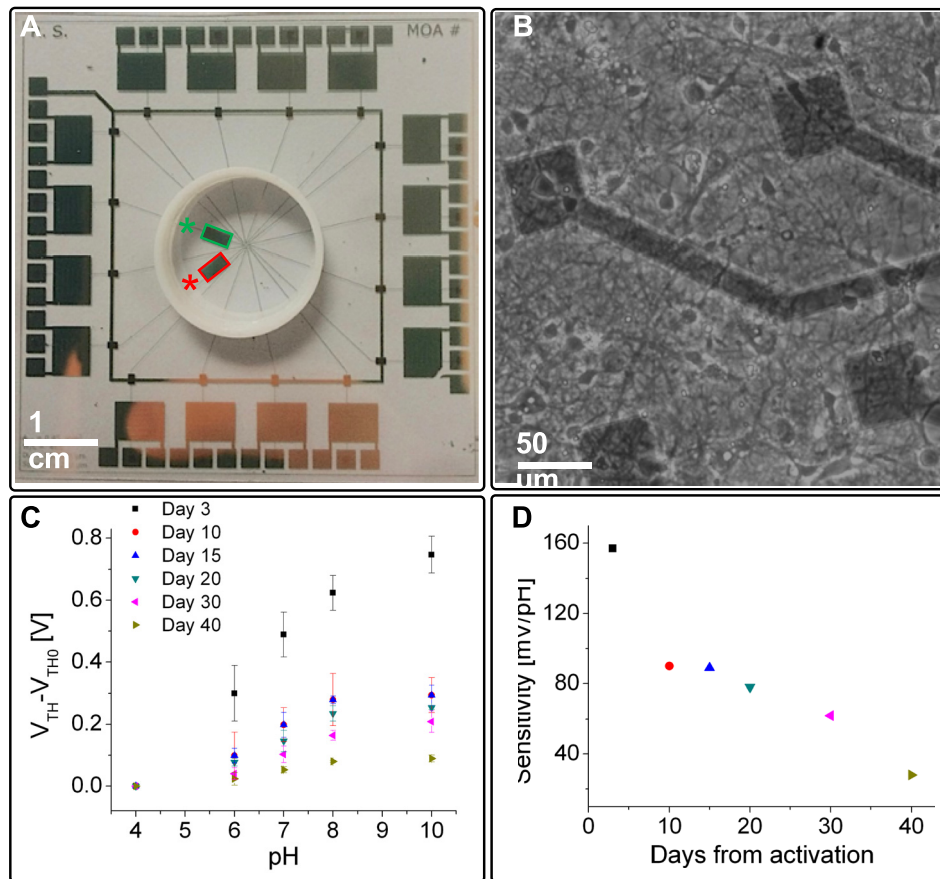 A
. S.
MOA #
*
*
1
cm
B
50
um
C
Day 3
Day 10
Day 15
Day 20
Day 30
Day 40
V_TH-V_TH0 [V]
0.8
0.6
0.4
0.2
0.0
4 5 6 7 8 9 10
pH
D
Sensitivity [mV/pH]
160
120
80
40
0 10 20 30 40
Days from activation